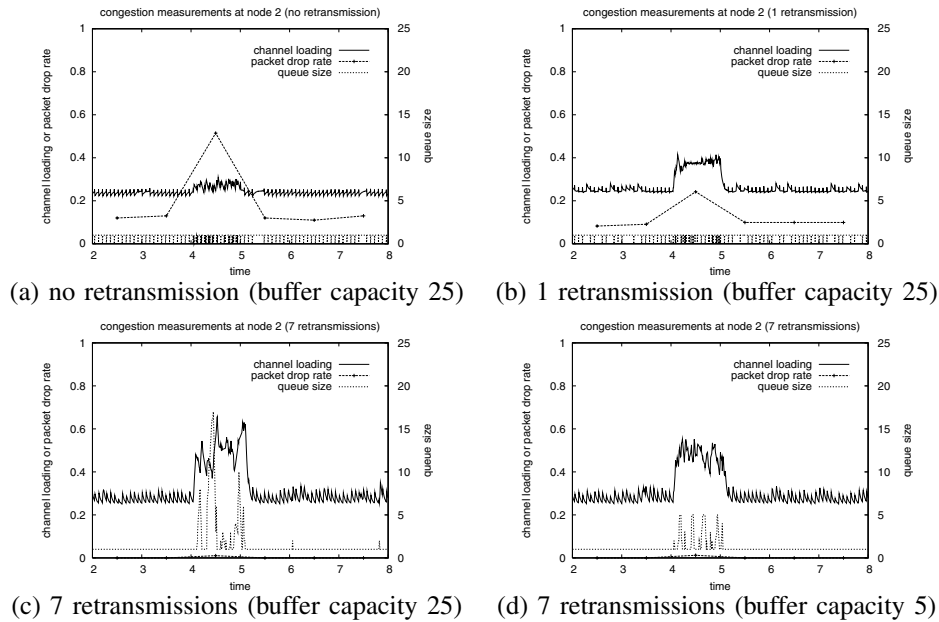 congestion measurements at node 2 (no retransmission)
channel loading
packet drop rate
queue size
channel loading or packet drop rate
queue size
0
0.2
0.4
0.6
0.8
1
0
5
10
15
20
25
2 3 4 5 6 7 8
time
(a) no retransmission (buffer capacity 25)
congestion measurements at node 2 (1 retransmission)
channel loading
packet drop rate
queue size
channel loading or packet drop rate
queue size
0
0.2
0.4
0.6
0.8
1
0
5
10
15
20
25
2 3 4 5 6 7 8
time
(b) 1 retransmission (buffer capacity 25)
congestion measurements at node 2 (7 retransmissions)
channel loading
packet drop rate
queue size
channel loading or packet drop rate
queue size
0
0.2
0.4
0.6
0.8
1
0
5
10
15
20
25
2 3 4 5 6 7 8
time
(c) 7 retransmissions (buffer capacity 25)
congestion measurements at node 2 (7 retransmissions)
channel loading
packet drop rate
queue size
channel loading or packet drop rate
queue size
0
0.2
0.4
0.6
0.8
1
0
5
10
15
20
25
2 3 4 5 6 7 8
time
(d) 7 retransmissions (buffer capacity 5)